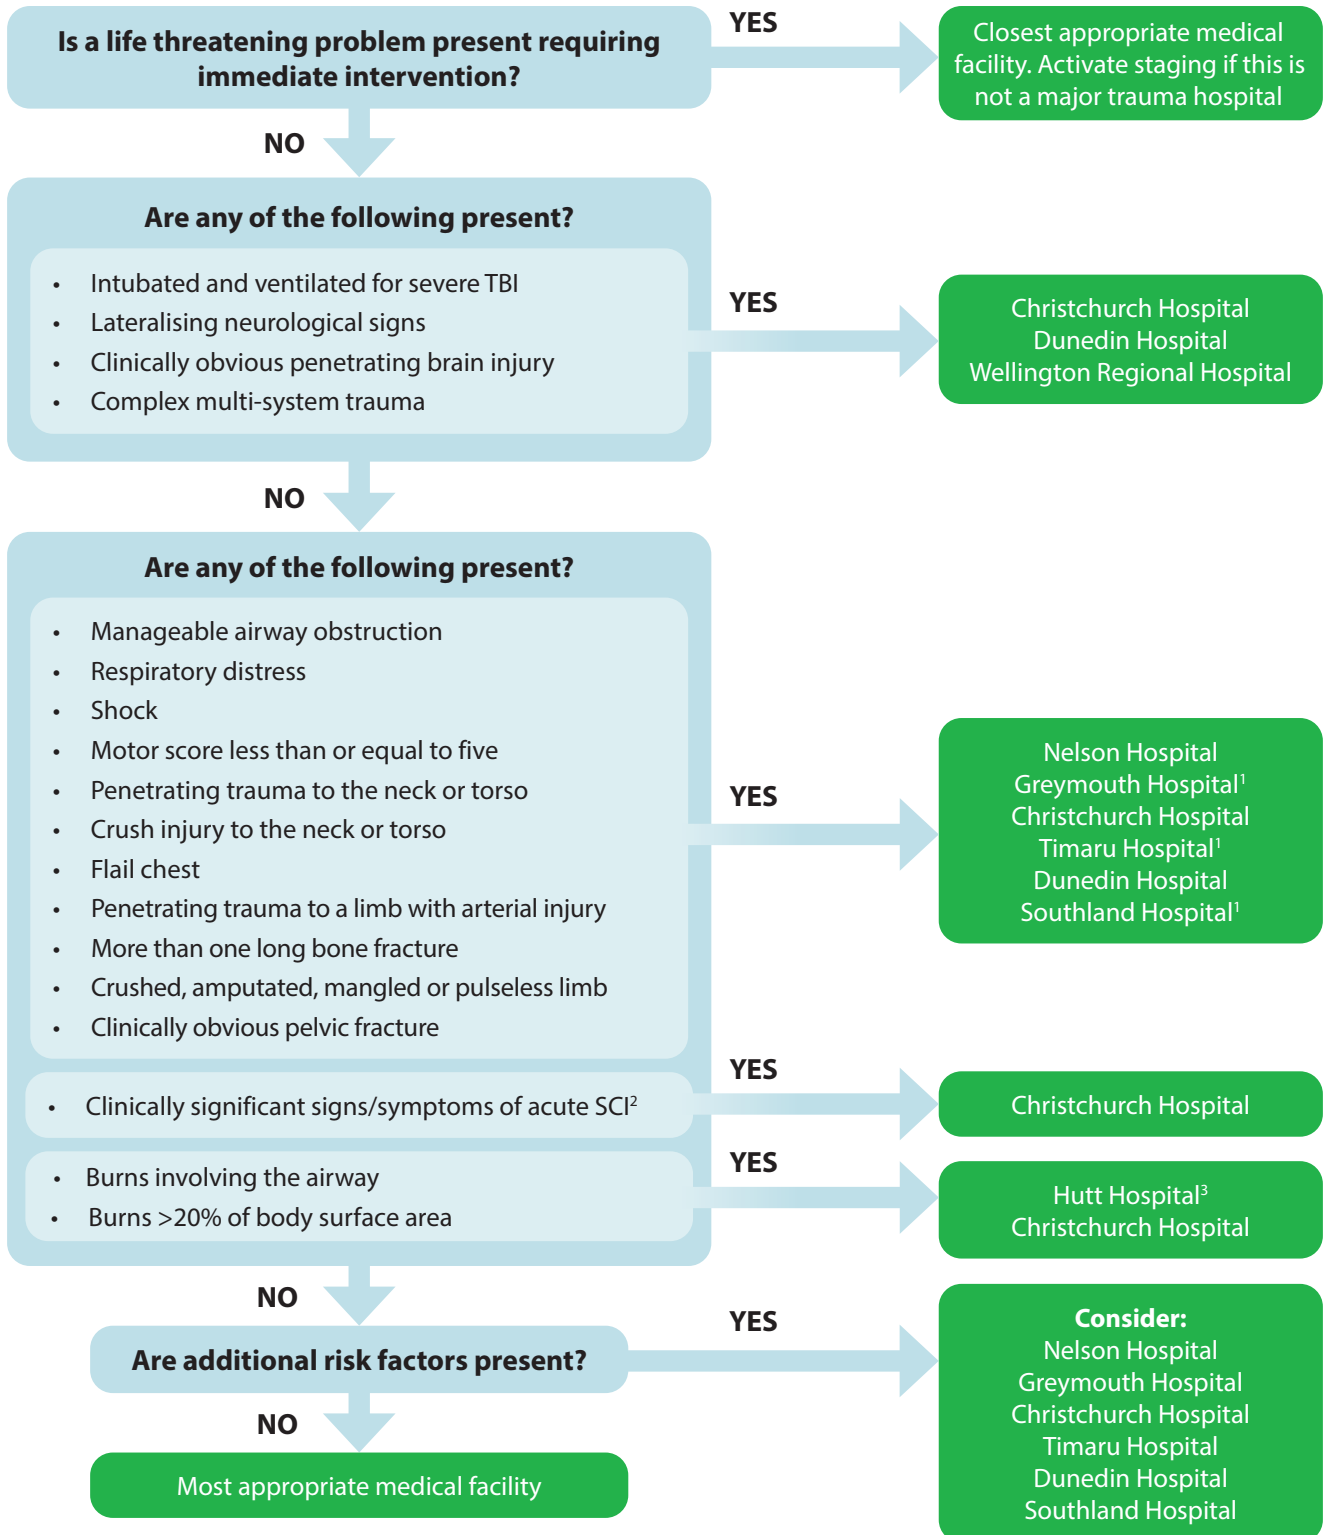 Is a life threatening problem present requiring
immediate intervention?
YES
Closest appropriate medical
facility. Activate staging if this is
not a major trauma hospital
NO
Are any of the following present?
• Intubated and ventilated for severe TBI
• Lateralising neurological signs
• Clinically obvious penetrating brain injury
• Complex multi-system trauma
YES
Christchurch Hospital
Dunedin Hospital
Wellington Regional Hospital
NO
Are any of the following present?
• Manageable airway obstruction
• Respiratory distress
• Shock
• Motor score less than or equal to five
• Penetrating trauma to the neck or torso
• Crush injury to the neck or torso
• Flail chest
• Penetrating trauma to a limb with arterial injury
• More than one long bone fracture
• Crushed, amputated, mangled or pulseless limb
• Clinically obvious pelvic fracture
YES
Nelson Hospital
Greymouth Hospital¹
Christchurch Hospital
Timaru Hospital¹
Dunedin Hospital
Southland Hospital¹
• Clinically significant signs/symptoms of acute SCI²
YES
Christchurch Hospital
• Burns involving the airway
• Burns >20% of body surface area
YES
Hutt Hospital³
Christchurch Hospital
NO
Are additional risk factors present?
YES
Consider:
Nelson Hospital
Greymouth Hospital
Christchurch Hospital
Timaru Hospital
Dunedin Hospital
Southland Hospital
NO
Most appropriate medical facility